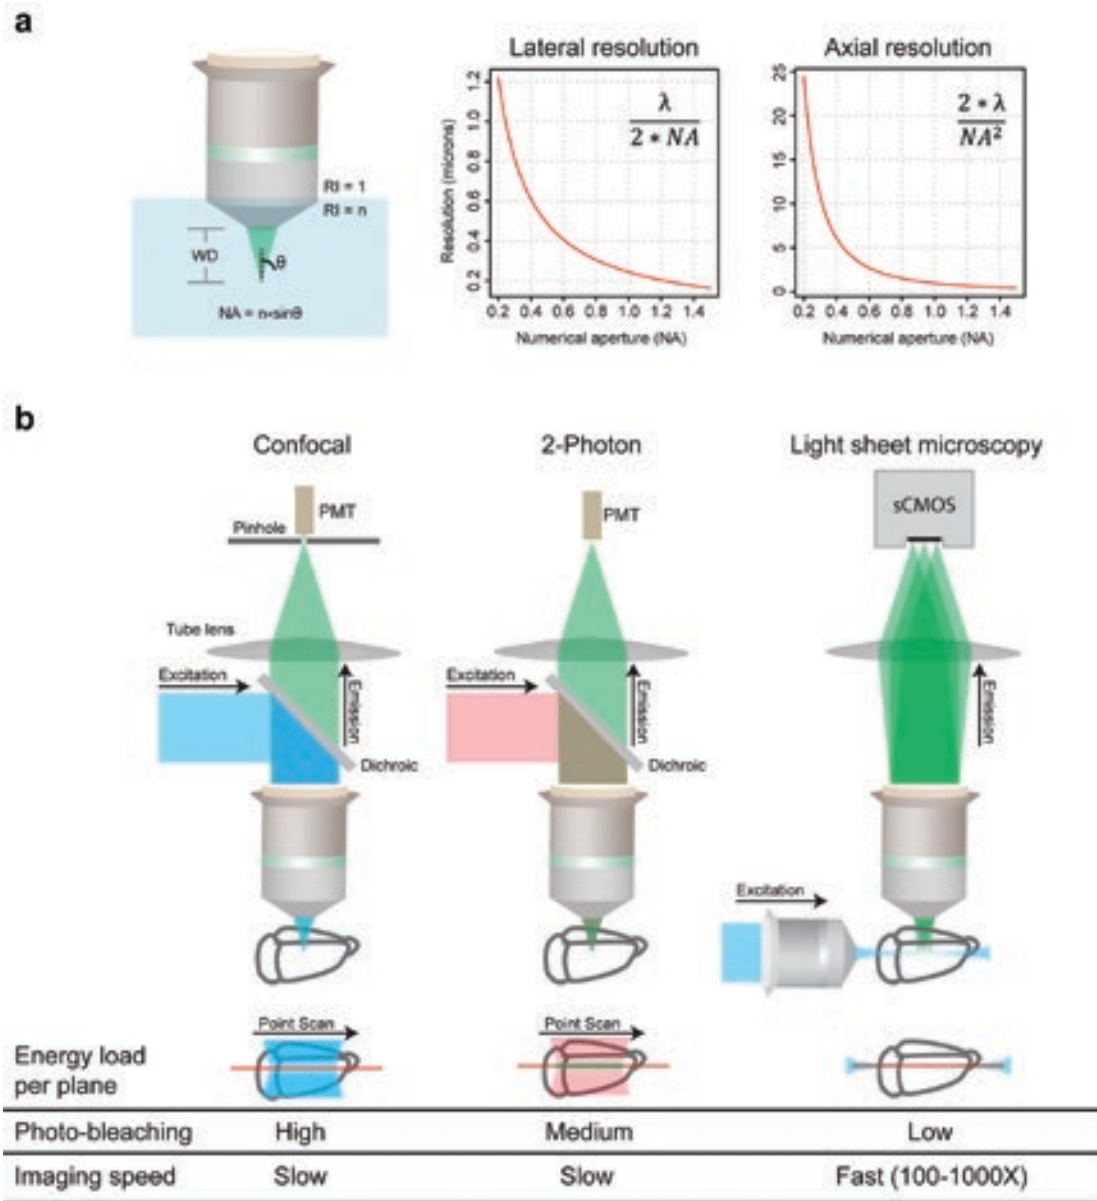 a
Lateral resolution
Axial resolution
RI = 1
RI = n
WD
θ
NA = n*sinθ
Resolution (microns)
1.2
1.0
0.8
0.6
0.4
0.2
λ
2 * NA
0.2 0.4 0.6 0.8 1.0 1.2 1.4
Numerical aperture (NA)
25
20
15
10
5
0
2 * λ
NA²
0.2 0.4 0.6 0.8 1.0 1.2 1.4
Numerical aperture (NA)
b
Confocal
2-Photon
Light sheet microscopy
PMT
Pinhole
Tube lens
Excitation
Emission
Dichroic
PMT
Excitation
Emission
Dichroic
sCMOS
Emission
Excitation
Point Scan
Point Scan
Energy load
per plane
Photo-bleaching High Medium Low
Imaging speed Slow Slow Fast (100-1000X)